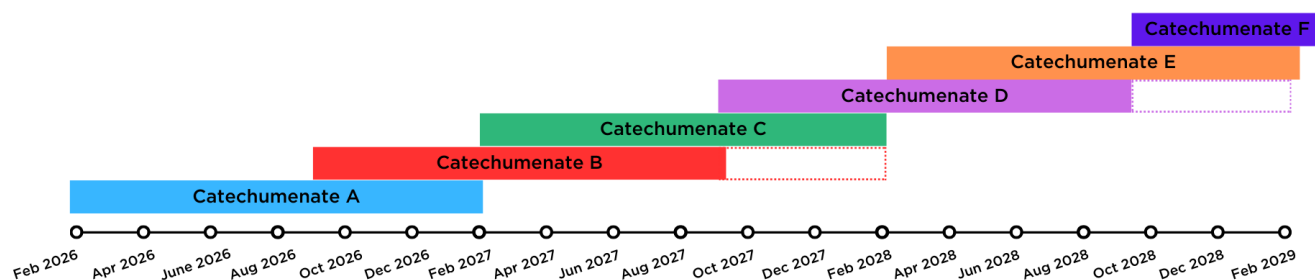 Catechumenate F
Catechumenate E
Catechumenate D
Catechumenate C
Catechumenate B
Catechumenate A
Feb 2026
Apr 2026
June 2026
Aug 2026
Oct 2026
Dec 2026
Feb 2027
Apr 2027
Jun 2027
Aug 2027
Oct 2027
Dec 2027
Feb 2028
Apr 2028
Jun 2028
Aug 2028
Oct 2028
Dec 2028
Feb 2029